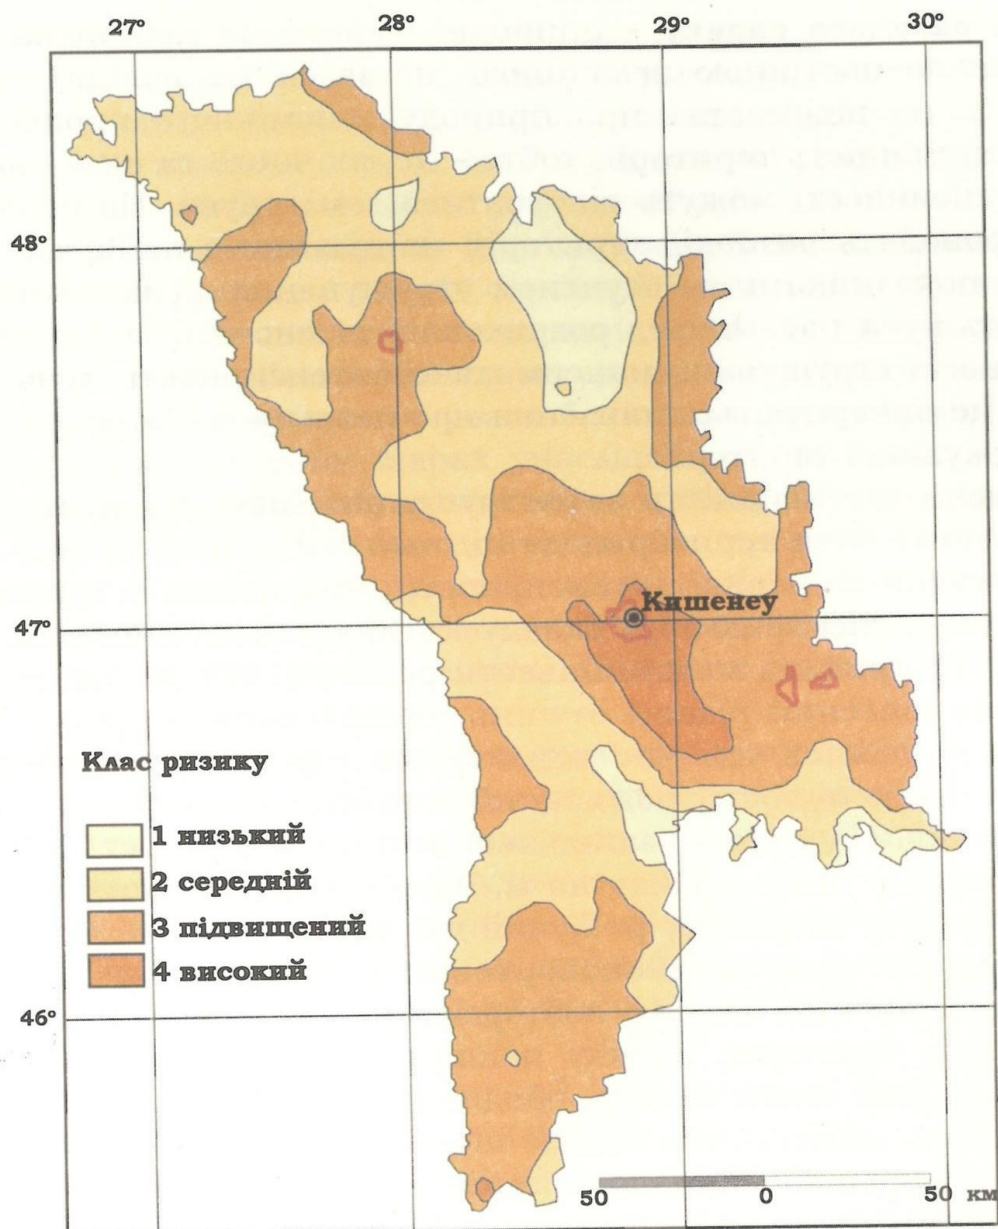 27° 28° 29° 30°
48°
Кишенеу
47°
Клас ризику
1 низький
2 середній
3 підвищений
4 високий
46°
50 0 50 км